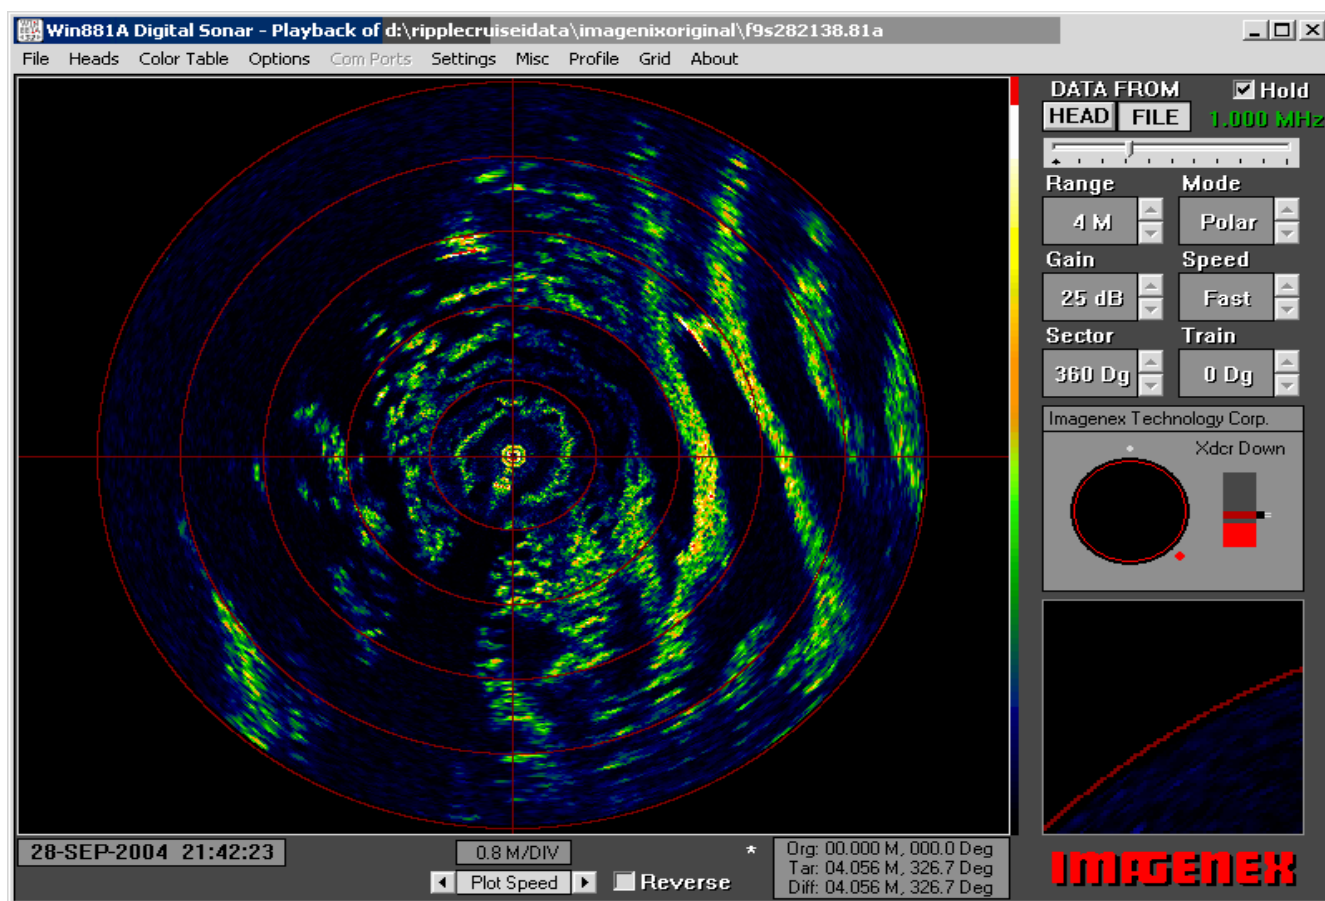 Win881A Digital Sonar - Playback of d:\ripplecruiseidata\imagenixoriginal\f9s282138.81a
File Heads Color Table Options Com Ports Settings Misc Profile Grid About
DATA FROM Hold
HEAD FILE 1.000 MHz
Range Mode
4 M Polar
Gain Speed
25 dB Fast
Sector Train
360 Dg 0 Dg
Imagenex Technology Corp.
Xdcr Down
28-SEP-2004 21:42:23
0.8 M/DIV
*
Plot Speed
Reverse
Org: 00.000 M, 000.0 Deg
Tar: 04.056 M, 326.7 Deg
Diff: 04.056 M, 326.7 Deg
IMAGENEX